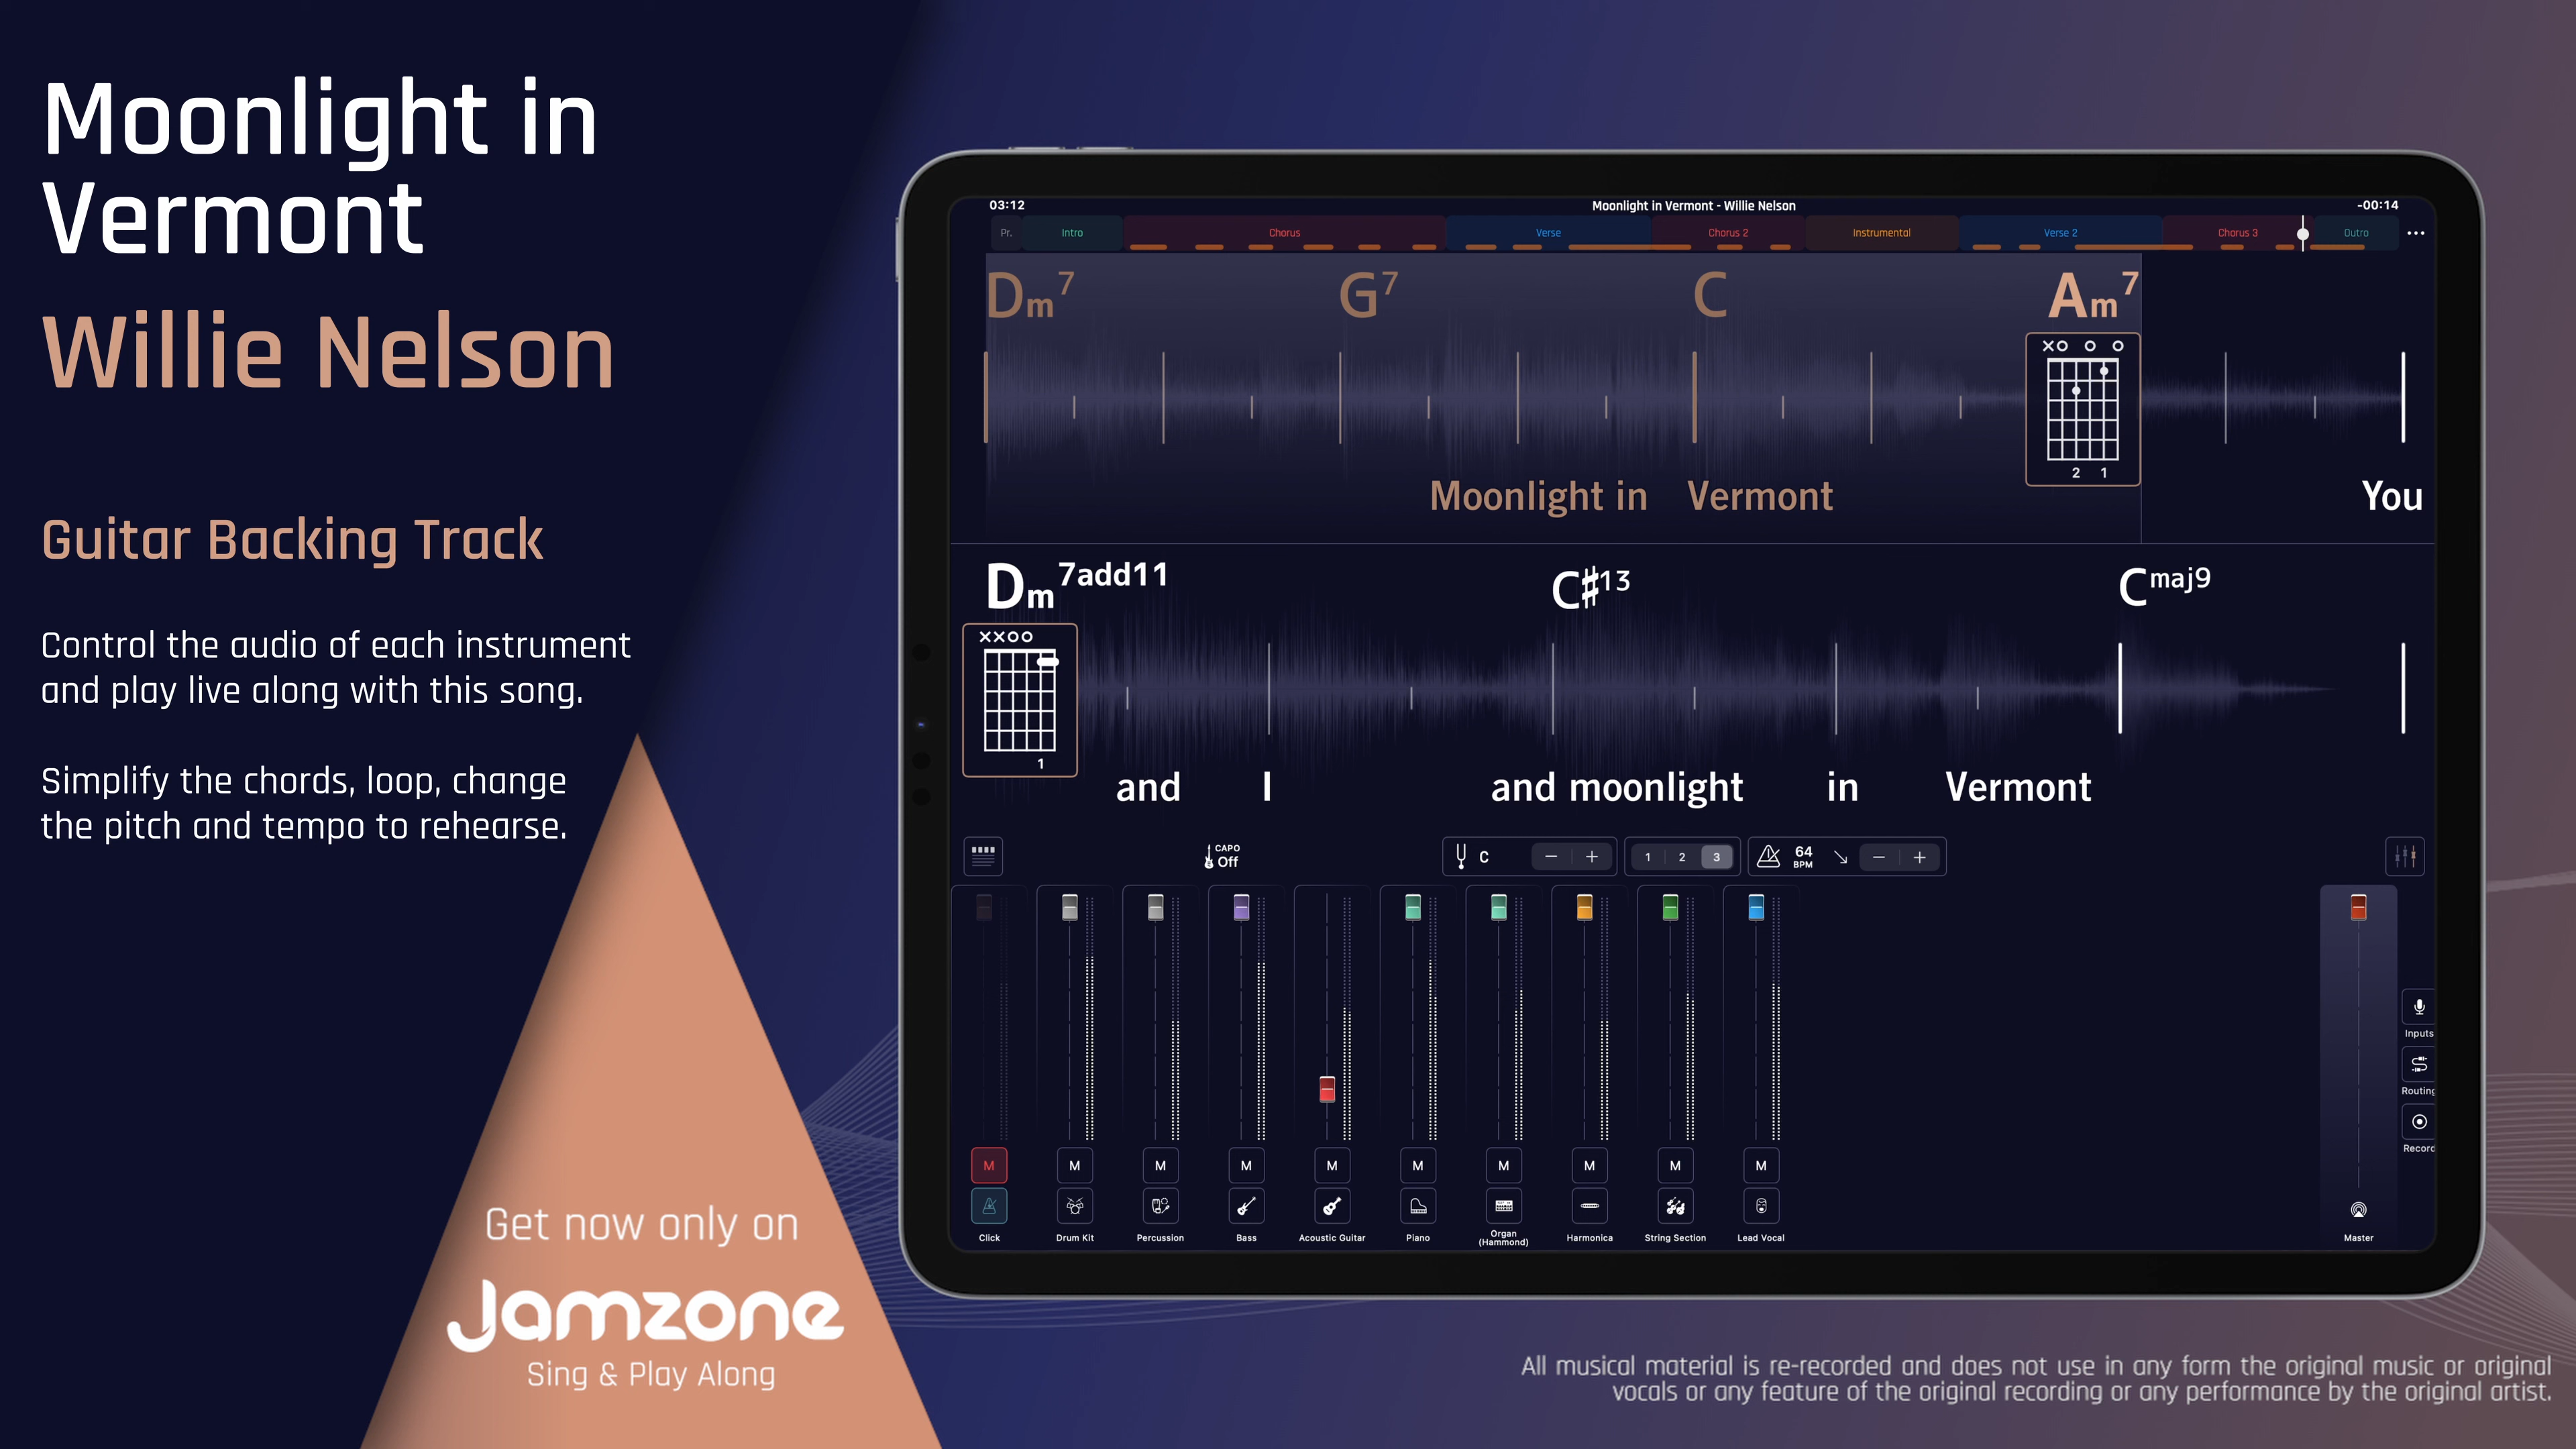 Moonlight in
Vermont
Willie Nelson
Guitar Backing Track
Control the audio of each instrument
and play live along with this song.
Simplify the chords, loop, change
the pitch and tempo to rehearse.
Get now only on
Jamzone
Sing & Play Along
03:12 Moonlight in Vermont - Willie Nelson -00:14
Pr. Intro Chorus Verse Chorus 2 Instrumental Verse 2 Chorus 3 Outro
Dm7 G7 C Am7
XO O O
2 1
Moonlight in Vermont You
Dm7add11 C♯13 Cmaj9
XXOO
1
and I and moonlight in Vermont
CAPO
Off
C − + 1 2 3 64 BPM − +
M M M M M M M M M M
Click Drum Kit Percussion Bass Acoustic Guitar Piano Organ (Hammond) Harmonica String Section Lead Vocal Master
Inputs
Routing
Record
All musical material is re-recorded and does not use in any form the original music or original
vocals or any feature of the original recording or any performance by the original artist.